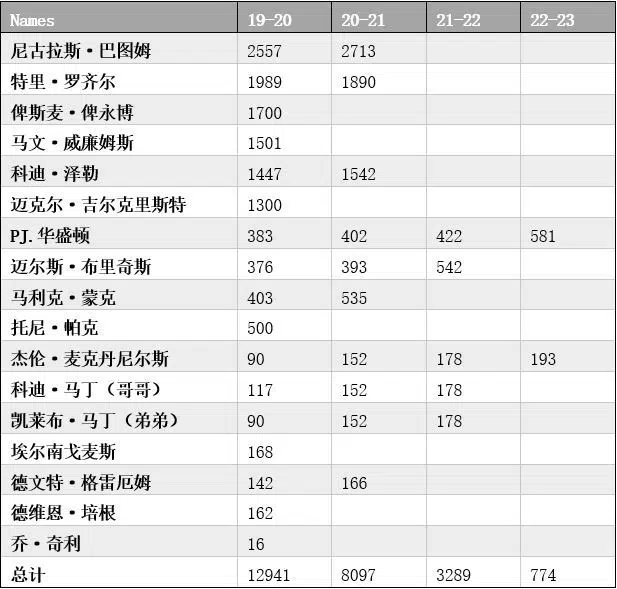 Names 19-20 20-21 21-22 22-23
尼古拉斯·巴图姆 2557 2713
特里·罗齐尔 1989 1890
俾斯麦·俾永博 1700
马文·威廉姆斯 1501
科迪·泽勒 1447 1542
迈克尔·吉尔克里斯特 1300
PJ.华盛顿 383 402 422 581
迈尔斯·布里奇斯 376 393 542
马利克·蒙克 403 535
托尼·帕克 500
杰伦·麦克丹尼尔斯 90 152 178 193
科迪·马丁（哥哥） 117 152 178
凯莱布·马丁（弟弟） 90 152 178
埃尔南戈麦斯 168
德文特·格雷厄姆 142 166
德维恩·培根 162
乔·奇利 16
总计 12941 8097 3289 774